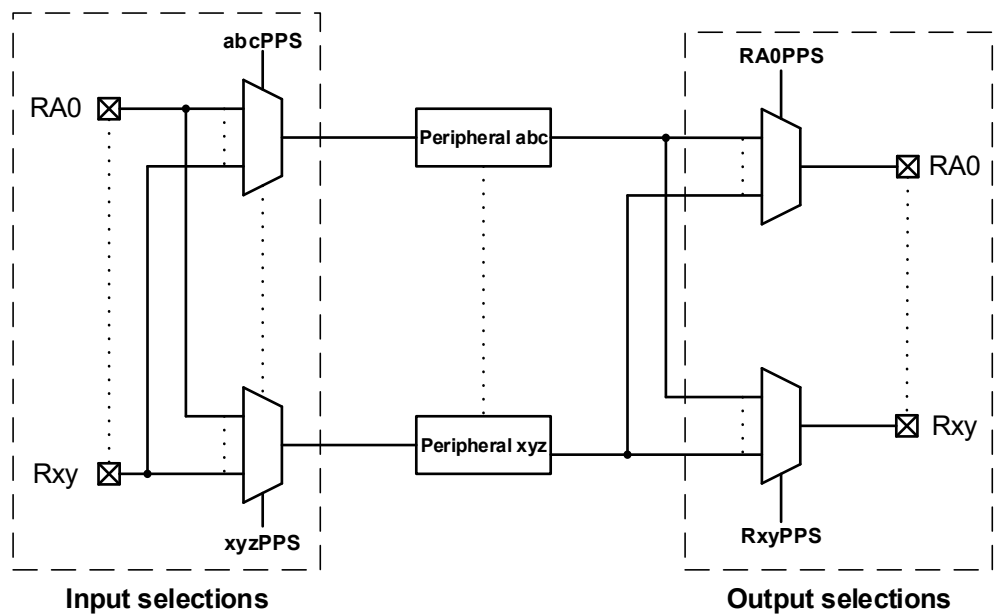 abcPPS
RA0PPS
RA0
Peripheral abc
RA0
Peripheral xyz
Rxy
Rxy
xyzPPS
RxyPPS
Input selections
Output selections